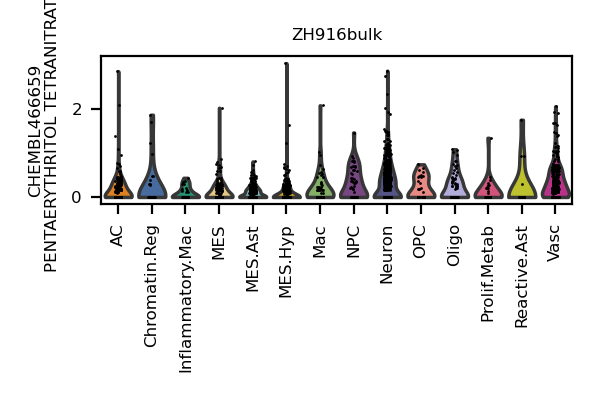 ZH916bulk
CHEMBL466659
PENTAERYTHRITOL TETRANITRAT
2
0
AC
Chromatin.Reg
Inflammatory.Mac
MES
MES.Ast
MES.Hyp
Mac
NPC
Neuron
OPC
Oligo
Prolif.Metab
Reactive.Ast
Vasc